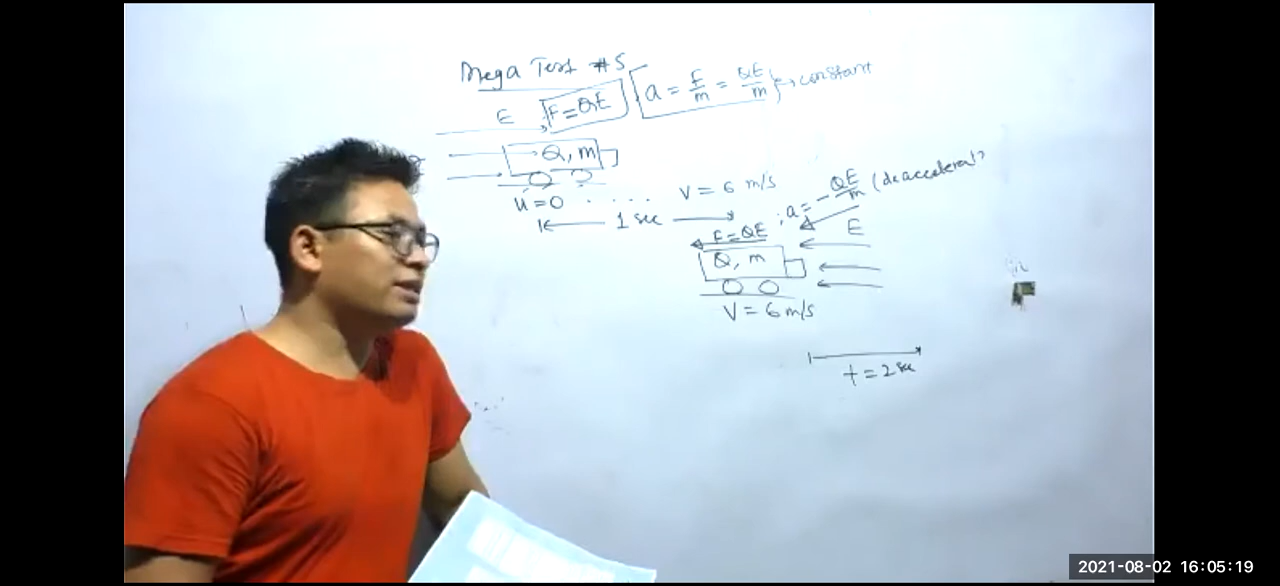 Mega Test #5
E F=QE a = F/m = QE/m → constant
Q, m
u=0 . . . . V = 6 m/s
1 sec
F=QE ; a = - QE/m (deaccelerat
E
Q, m
V = 6 m/s
t = 2 sec
2021-08-02 16:05:19